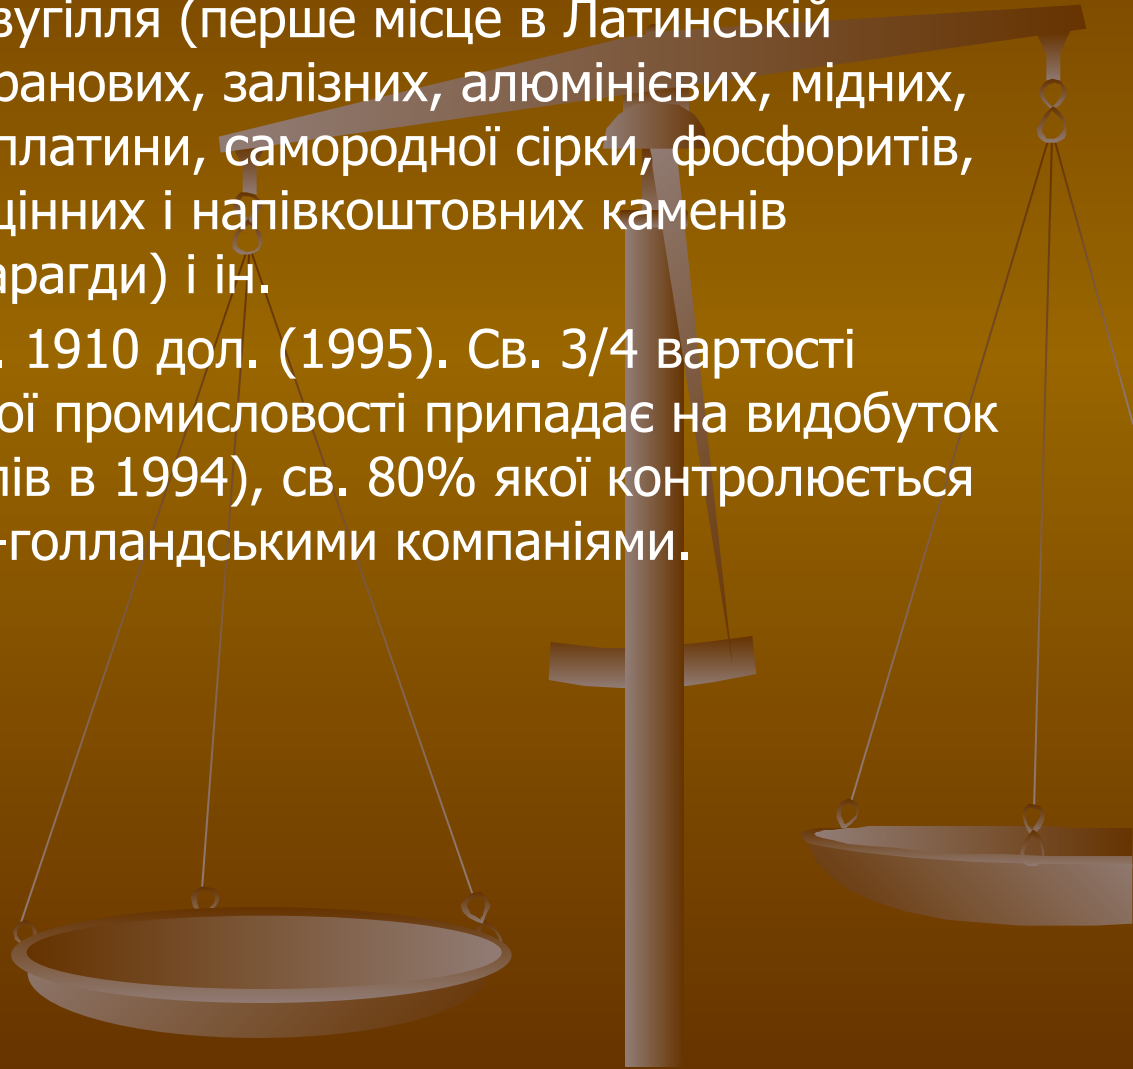 вугілля (перше місце в Латинській
ранових, залізних, алюмінієвих, мідних,
платини, самородної сірки, фосфоритів,
цінних і напівкоштовних каменів
арагди) і ін.
. 1910 дол. (1995). Св. 3/4 вартості
ої промисловості припадає на видобуток
лів в 1994), св. 80% якої контролюється
-голландськими компаніями.